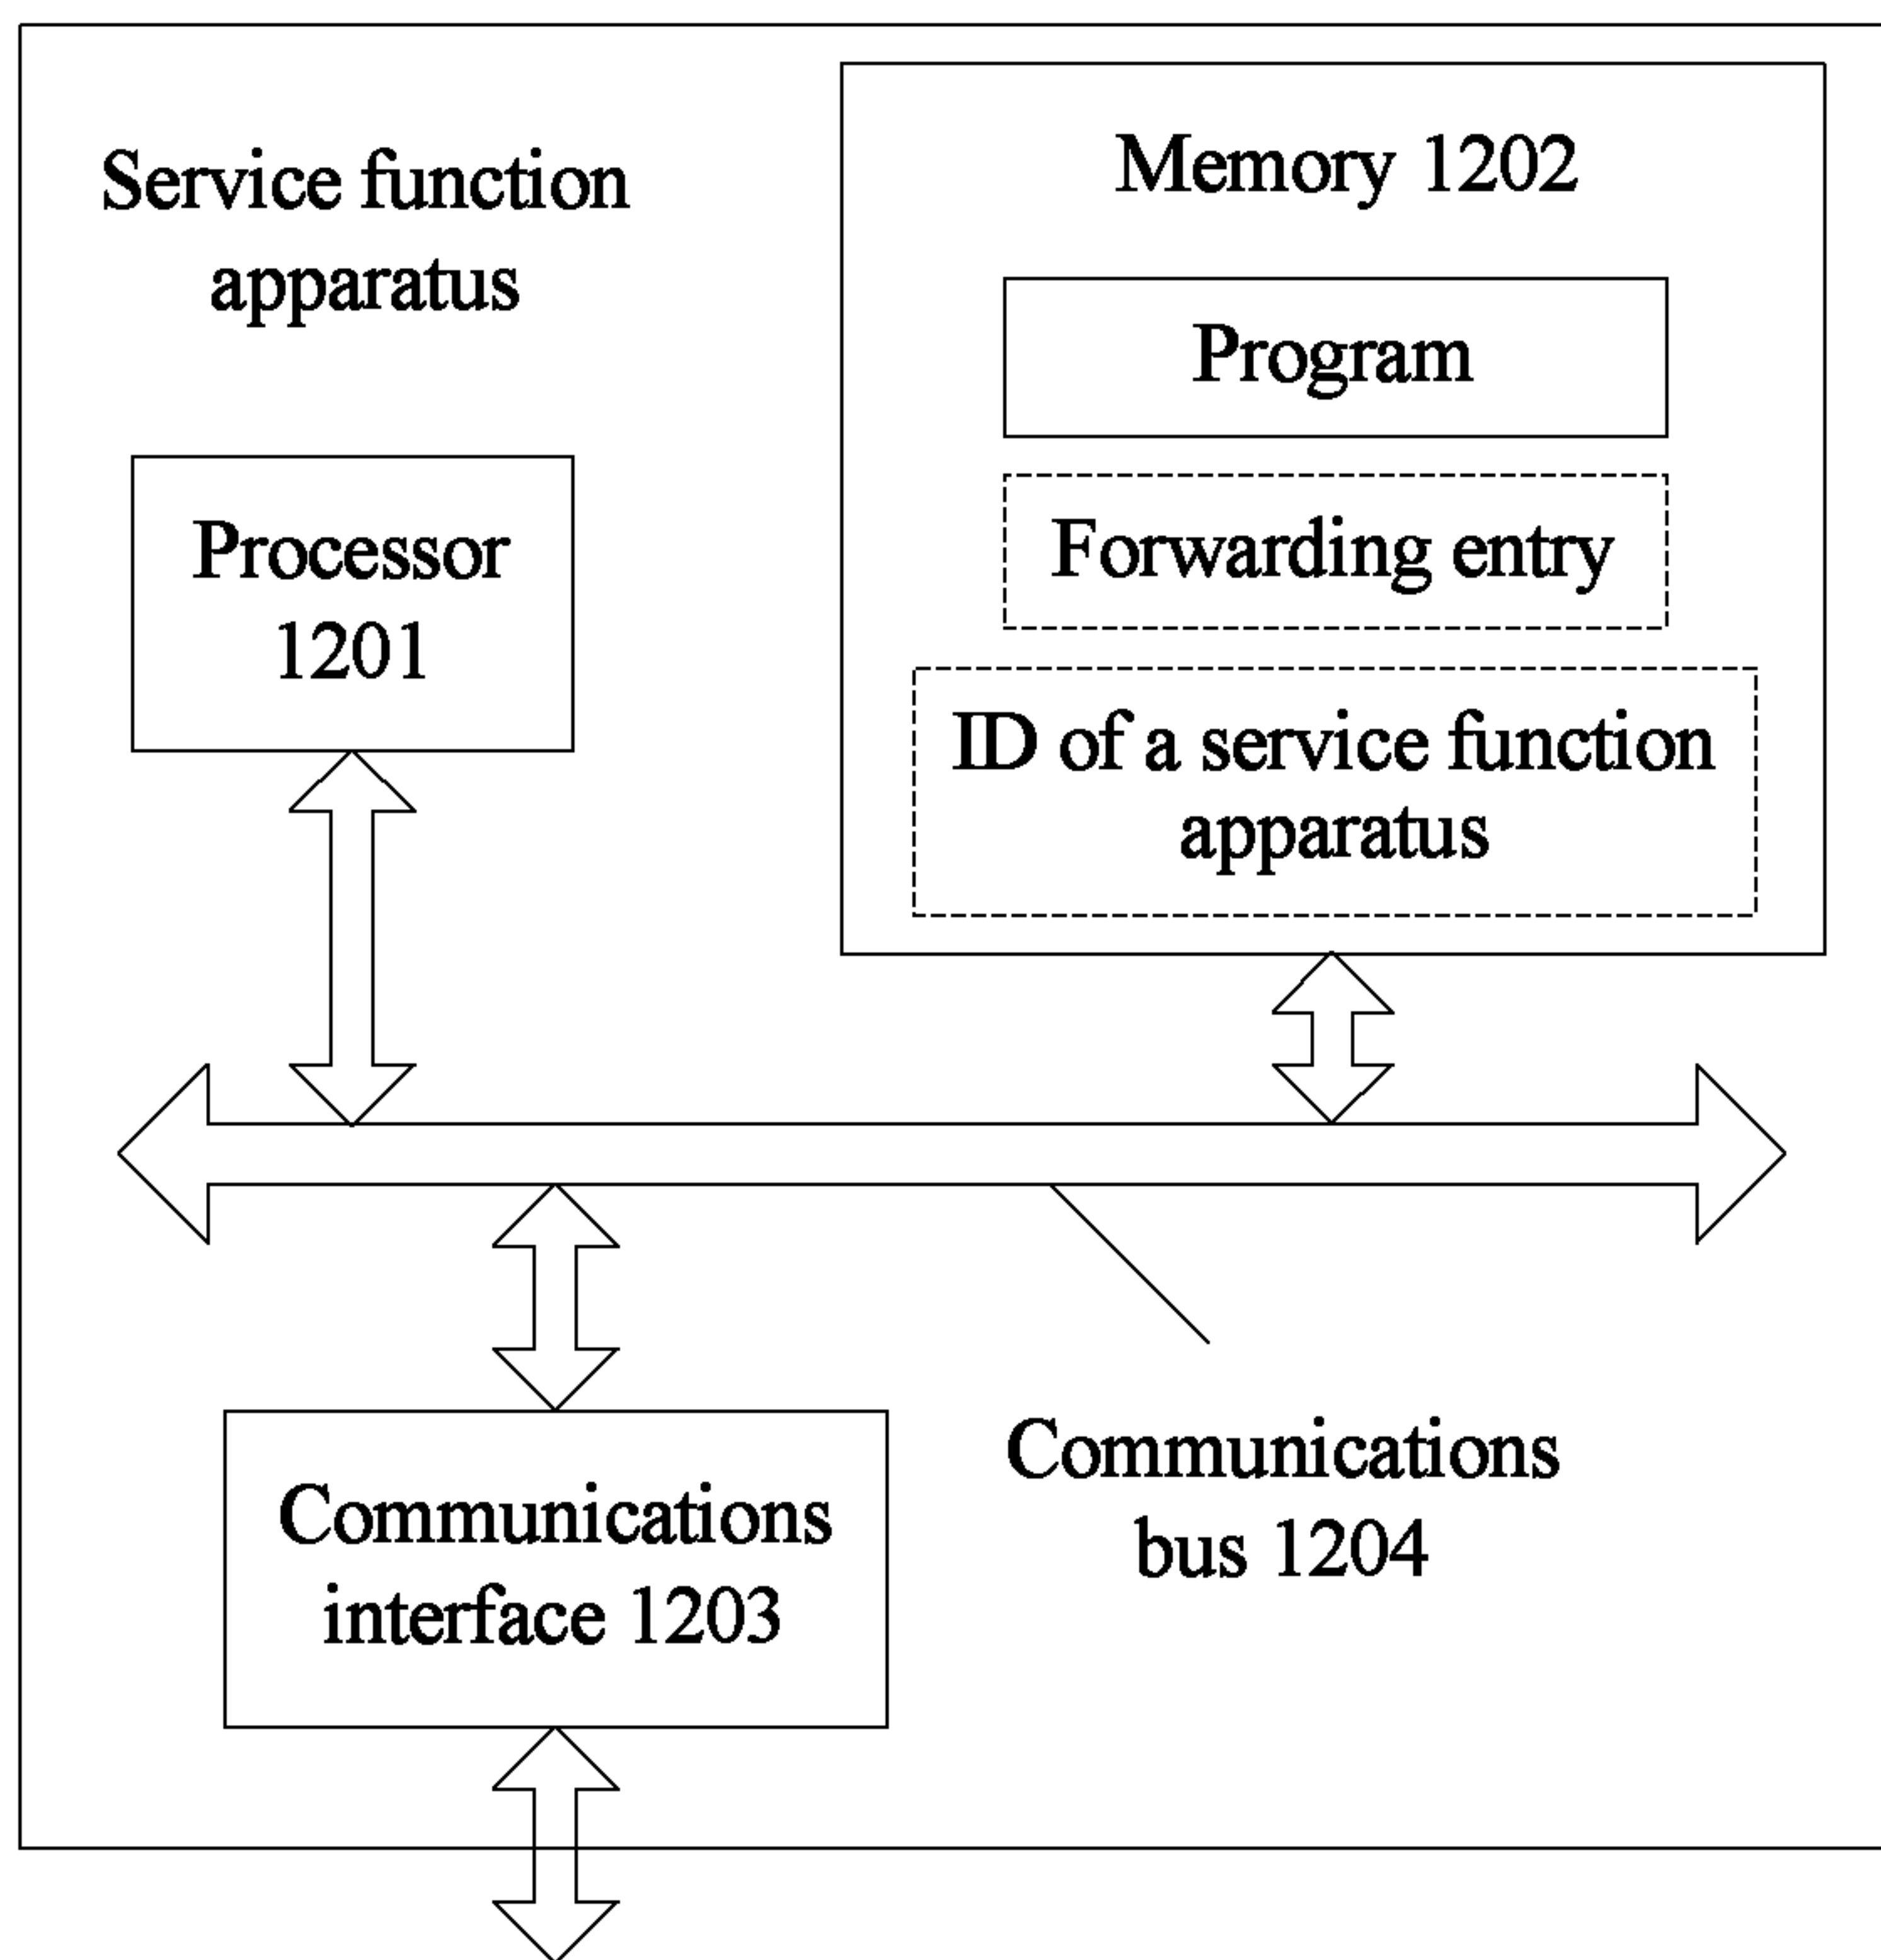 Service function
apparatus
Memory 1202
Program
Forwarding entry
ID of a service function
apparatus
Processor
1201
Communications
bus 1204
Communications
interface 1203